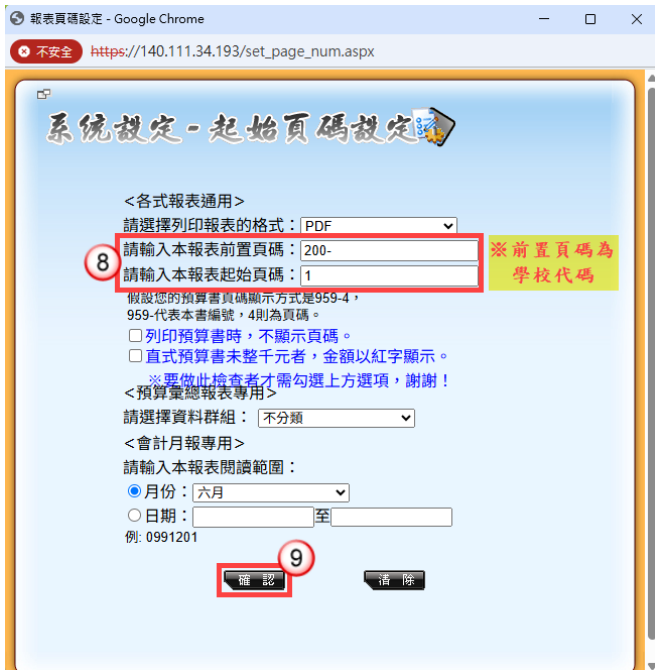 報表頁碼設定 - Google Chrome
不安全 https://140.111.34.193/set_page_num.aspx
系統設定-起始頁碼設定
<各式報表通用>
請選擇列印報表的格式： PDF
請輸入本報表前置頁碼： 200-
請輸入本報表起始頁碼： 1
8
※前置頁碼為
學校代碼
假設您的預算書頁碼顯示方式是959-4，
959-代表本書編號，4則為頁碼。
列印預算書時，不顯示頁碼。
直式預算書未整千元者，金額以紅字顯示。
※要做此檢查者才需勾選上方選項，謝謝！
<預算彙總報表專用>
請選擇資料群組： 不分類
<會計月報專用>
請輸入本報表閱讀範圍：
月份： 六月
日期： 至
例: 0991201
9
確 認 清 除